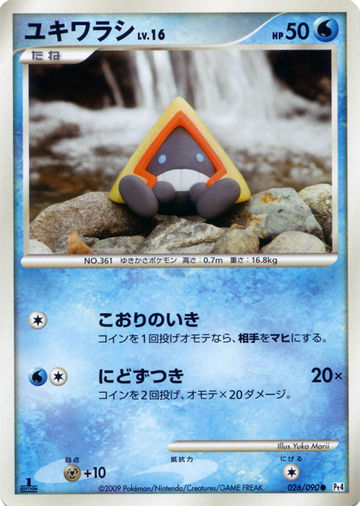 ユキワラシ LV.16 HP 50
たね
NO.361 ゆきかさポケモン 高さ：0.7m 重さ：16.8kg
こおりのいき
コインを1回投げオモテなら、相手をマヒにする。
にどずつき 20×
コインを2回投げ、オモテ×20ダメージ。
Illus.Yuka Morii
弱点 抵抗力 にげる
+10
1 EDITION
©2009 Pokémon/Nintendo/Creatures/GAME FREAK.
026/090 Pt4